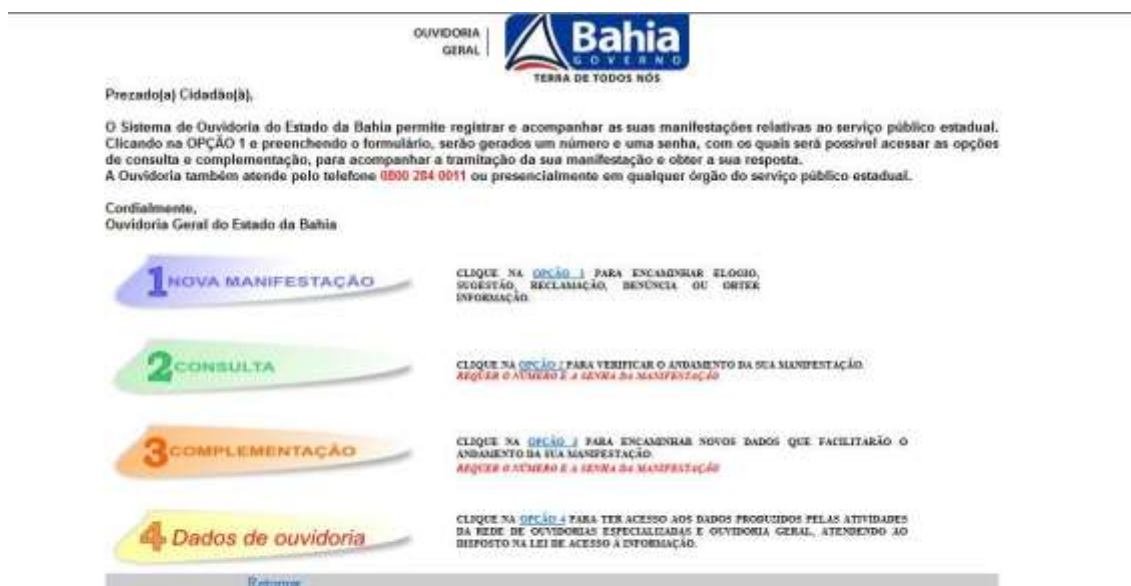 OUVIDORIA
GERAL
Bahia
GOVERNO
TERRA DE TODOS NÓS
Prezado(a) Cidadão(ã),
O Sistema de Ouvidoria do Estado da Bahia permite registrar e acompanhar as suas manifestações relativas ao serviço público estadual.
Clicando na OPÇÃO 1 e preenchendo o formulário, serão gerados um número e uma senha, com os quais será possível acessar as opções
de consulta e complementação, para acompanhar a tramitação da sua manifestação e obter a sua resposta.
A Ouvidoria também atende pelo telefone 0800 284 0011 ou presencialmente em qualquer órgão do serviço público estadual.
Cordialmente,
Ouvidoria Geral do Estado da Bahia
1 NOVA MANIFESTAÇÃO
CLIQUE NA OPÇÃO 1 PARA ENCAMINHAR ELOGIO,
SUGESTÃO, RECLAMAÇÃO, DENÚNCIA OU OBTER
INFORMAÇÃO.
2 CONSULTA
CLIQUE NA OPÇÃO 2 PARA VERIFICAR O ANDAMENTO DA SUA MANIFESTAÇÃO.
REQUER O NÚMERO E A SENHA DA MANIFESTAÇÃO
3 COMPLEMENTAÇÃO
CLIQUE NA OPÇÃO 3 PARA ENCAMINHAR NOVOS DADOS QUE FACILITARÃO O
ANDAMENTO DA SUA MANIFESTAÇÃO.
REQUER O NÚMERO E A SENHA DA MANIFESTAÇÃO
4 Dados de ouvidoria
CLIQUE NA OPÇÃO 4 PARA TER ACESSO AOS DADOS PRODUZIDOS PELAS ATIVIDADES
DA REDE DE OUVIDORIAS ESPECIALIZADAS E OUVIDORIA GERAL, ATENDENDO AO
DISPOSTO NA LEI DE ACESSO À INFORMAÇÃO.
Retornar